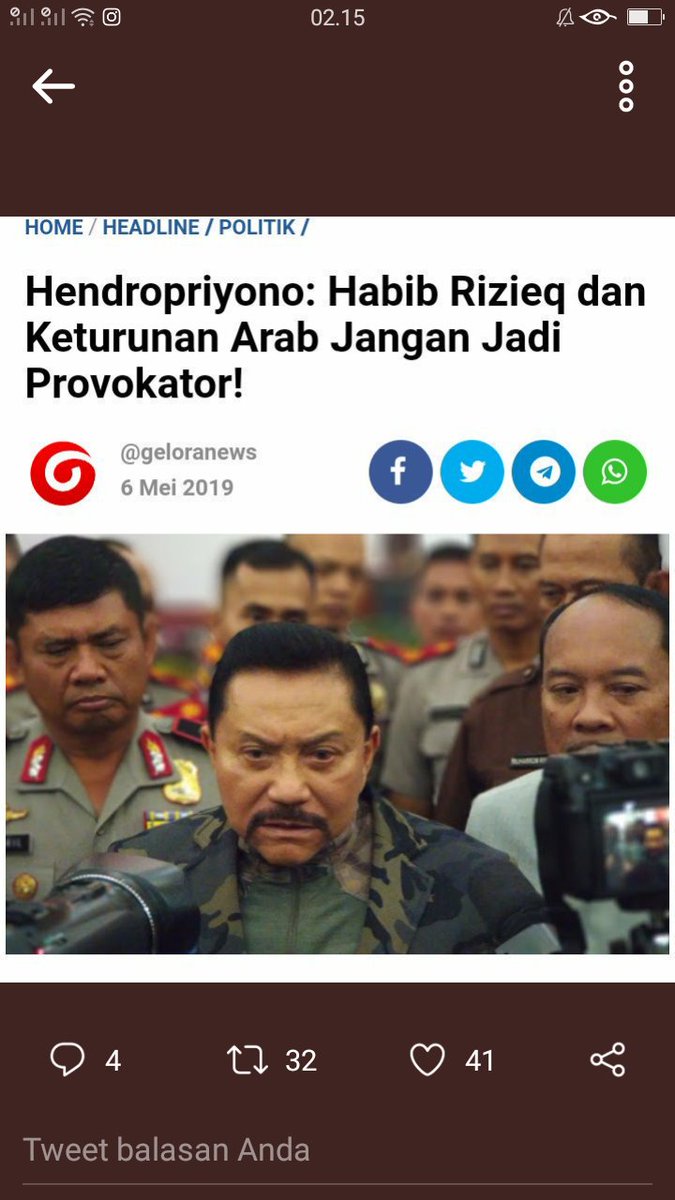 02.15
HOME / HEADLINE / POLITIK /
Hendropriyono: Habib Rizieq dan
Keturunan Arab Jangan Jadi
Provokator!
@geloranews
6 Mei 2019
4
32
41
Tweet balasan Anda